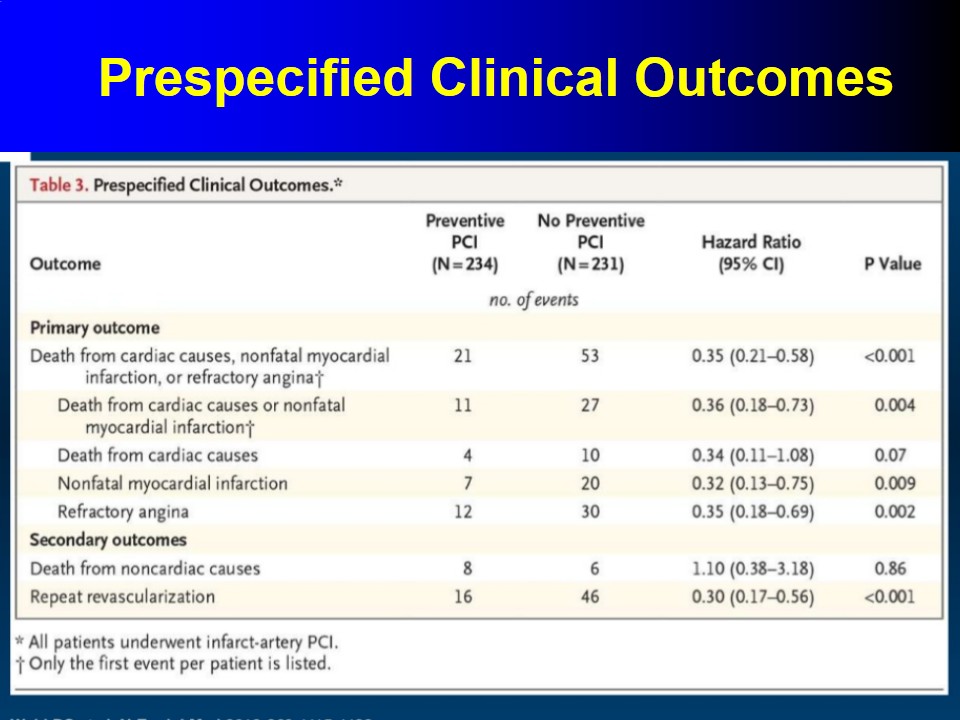 Prespecified Clinical Outcomes
Table 3. Prespecified Clinical Outcomes.*
Outcome
Preventive PCI (N=234)
No Preventive PCI (N=231)
Hazard Ratio (95% CI)
P Value
no. of events
Primary outcome
Death from cardiac causes, nonfatal myocardial 21 53 0.35 (0.21–0.58) <0.001
infarction, or refractory angina†
Death from cardiac causes or nonfatal 11 27 0.36 (0.18–0.73) 0.004
myocardial infarction†
Death from cardiac causes 4 10 0.34 (0.11–1.08) 0.07
Nonfatal myocardial infarction 7 20 0.32 (0.13–0.75) 0.009
Refractory angina 12 30 0.35 (0.18–0.69) 0.002
Secondary outcomes
Death from noncardiac causes 8 6 1.10 (0.38–3.18) 0.86
Repeat revascularization 16 46 0.30 (0.17–0.56) <0.001
* All patients underwent infarct-artery PCI.
† Only the first event per patient is listed.